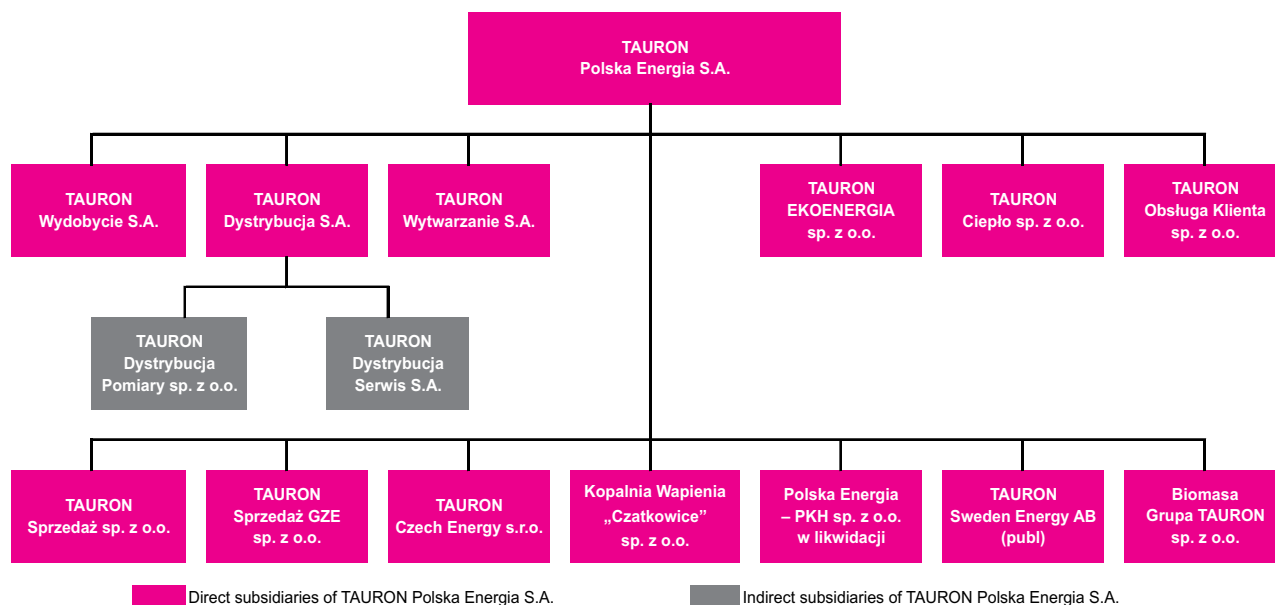 TAURON
Polska Energia S.A.
TAURON
Wydobycie S.A.
TAURON
Dystrybucja S.A.
TAURON
Wytwarzanie S.A.
TAURON
EKOENERGIA
sp. z o.o.
TAURON
Ciepło sp. z o.o.
TAURON
Obsługa Klienta
sp. z o.o.
TAURON
Dystrybucja
Pomiary sp. z o.o.
TAURON
Dystrybucja
Serwis S.A.
TAURON
Sprzedaż sp. z o.o.
TAURON
Sprzedaż GZE
sp. z o.o.
TAURON
Czech Energy s.r.o.
Kopalnia Wapienia
„Czatkowice”
sp. z o.o.
Polska Energia
– PKH sp. z o.o.
w likwidacji
TAURON
Sweden Energy AB
(publ)
Biomasa
Grupa TAURON
sp. z o.o.
Direct subsidiaries of TAURON Polska Energia S.A.
Indirect subsidiaries of TAURON Polska Energia S.A.